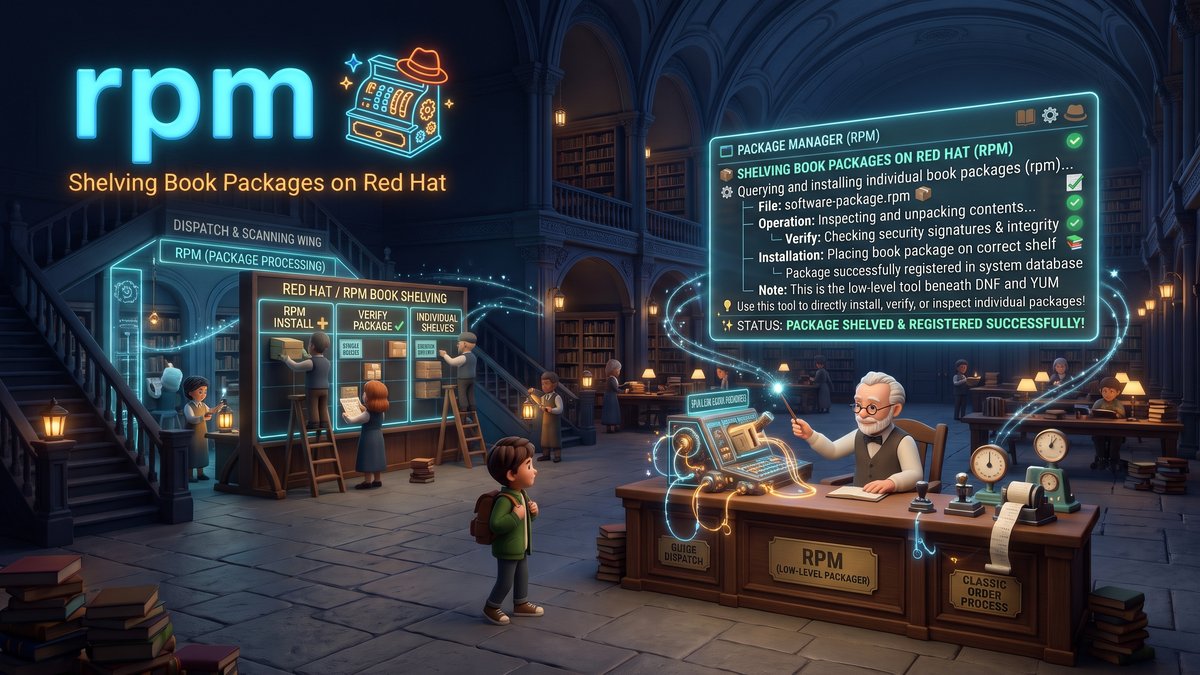 rpm
Shelving Book Packages on Red Hat
DISPATCH & SCANNING WING
RPM (PACKAGE PROCESSING)
RED HAT / RPM BOOK SHELVING
RPM
INSTALL
VERIFY
PACKAGE
INDIVIDUAL
SHELVES
PACKAGE MANAGER (RPM)
SHELVING BOOK PACKAGES ON RED HAT (RPM)
Querying and installing individual book packages (rpm)...
File: software-package.rpm
Operation: Inspecting and unpacking contents...
Verify: Checking security signatures & integrity
Installation: Placing book package on correct shelf
Package successfully registered in system database
Note: This is the low-level tool beneath DNF and YUM
Use this tool to directly install, verify, or inspect individual packages!
STATUS: PACKAGE SHELVED & REGISTERED SUCCESSFULLY!
GUIGE
DISPATCH
RPM
(LOW-LEVEL PACKAGER)
CLASSIC
ORDER
PROCESS